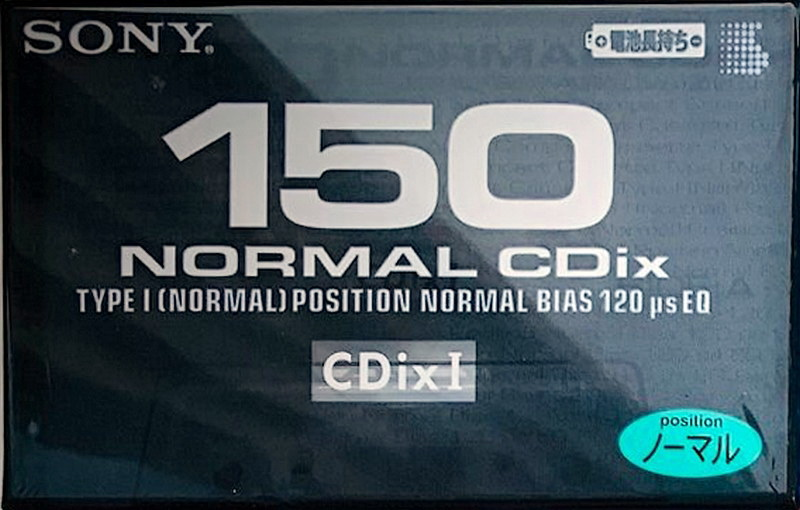 SONY®
電池長持ち
150
NORMAL CDix
TYPE I (NORMAL) POSITION NORMAL BIAS 120 µs EQ
CDix I
position
ノーマル